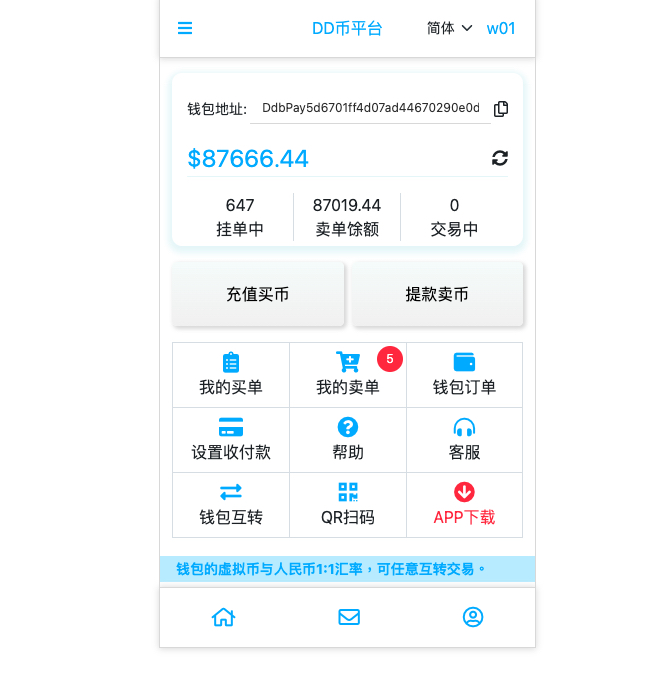 DD币平台 简体 w01
钱包地址: DdbPay5d6701ff4d07ad44670290e0d
$87666.44
647 87019.44 0
挂单中 卖单馀额 交易中
充值买币 提款卖币
5
我的买单 我的卖单 钱包订单
设置收付款 帮助 客服
钱包互转 QR扫码 APP下载
钱包的虚拟币与人民币1:1汇率，可任意互转交易。